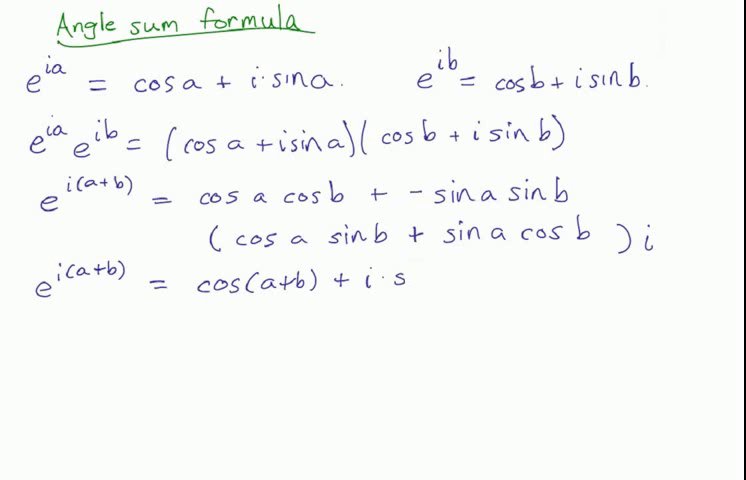 Angle sum formula
e^{ia} = cos a + i·sin a. e^{ib} = cos b + i sin b.
e^{ia} e^{ib} = (cos a + i sin a)(cos b + i sin b)
e^{i(a+b)} = cos a cos b + - sin a sin b
(cos a sin b + sin a cos b) i
e^{i(a+b)} = cos(a+b) + i·s